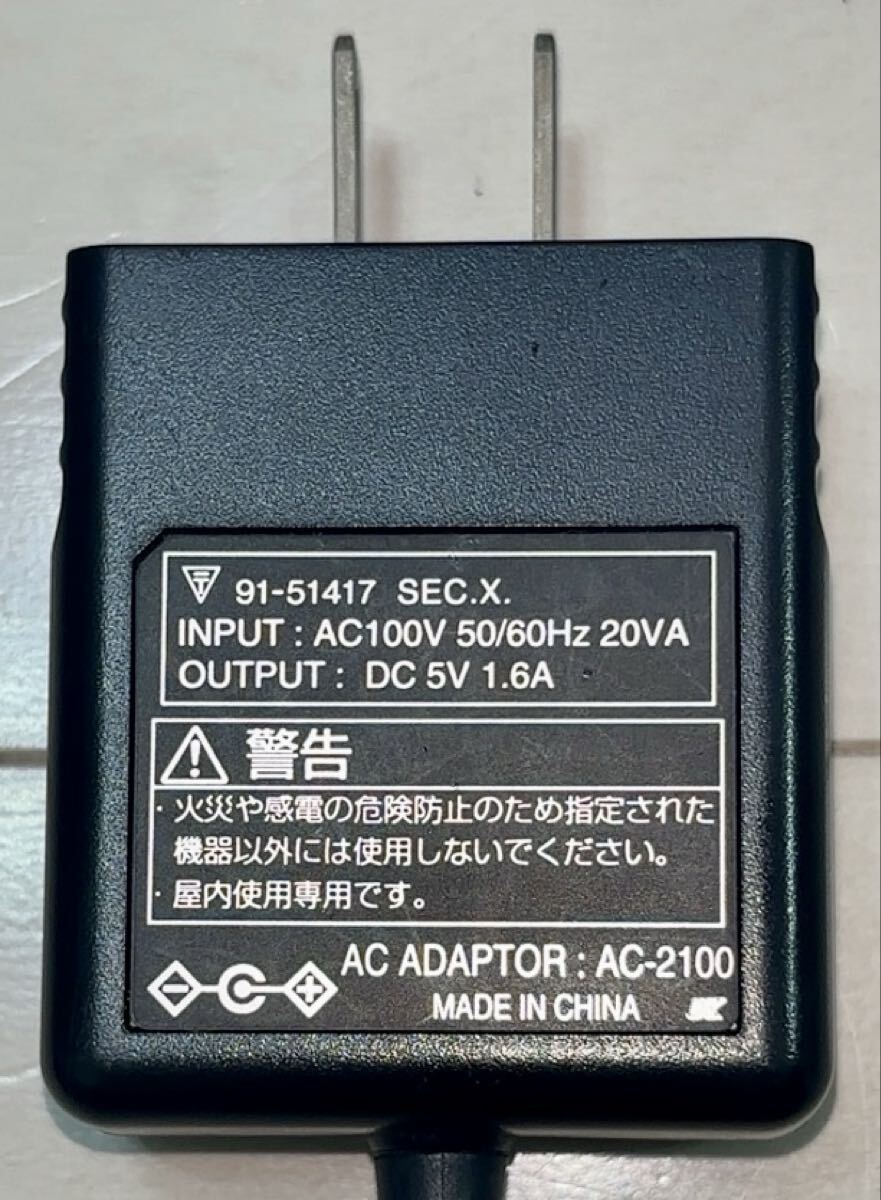 91-51417 SEC.X.
INPUT : AC100V 50/60Hz 20VA
OUTPUT : DC 5V 1.6A
警告
・火災や感電の危険防止のため指定された
機器以外には使用しないでください。
・屋内使用専用です。
AC ADAPTOR : AC-2100
MADE IN CHINA